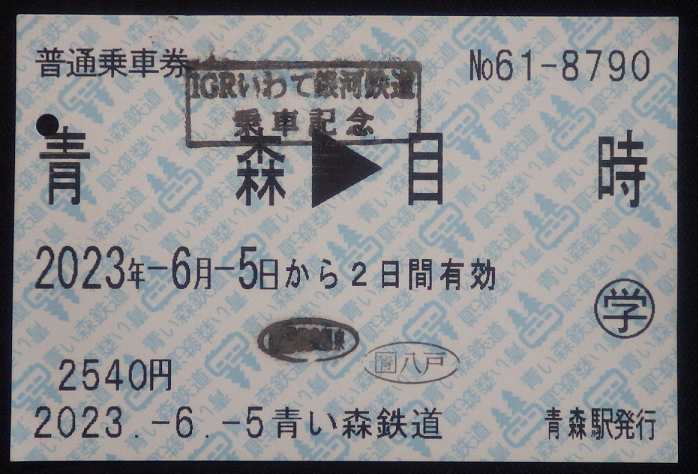 普通乗車券 №61-8790
IGRいわて銀河鉄道
乗車記念
青森▶目時
2023年-6月-5日から2日間有効
学
八戸
2540円
2023.-6.-5青い森鉄道 青森駅発行